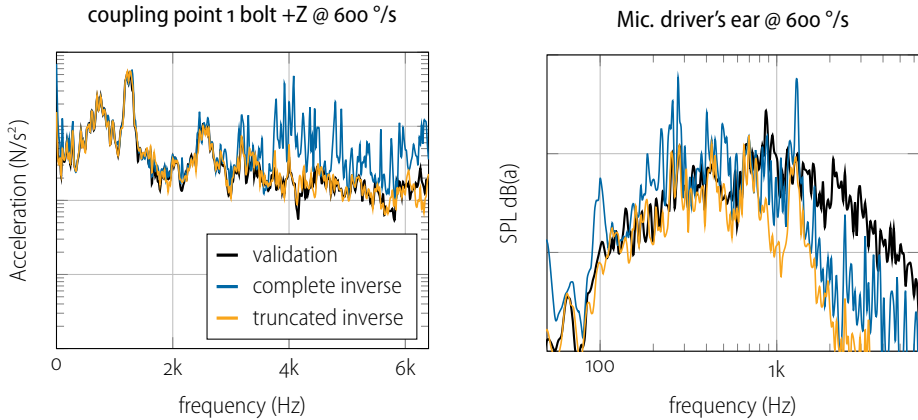 coupling point 1 bolt +Z @ 600 °/s
Acceleration (N/s²)
validation
complete inverse
truncated inverse
0 2k 4k 6k
frequency (Hz)
Mic. driver's ear @ 600 °/s
SPL dB(a)
100 1k
frequency (Hz)